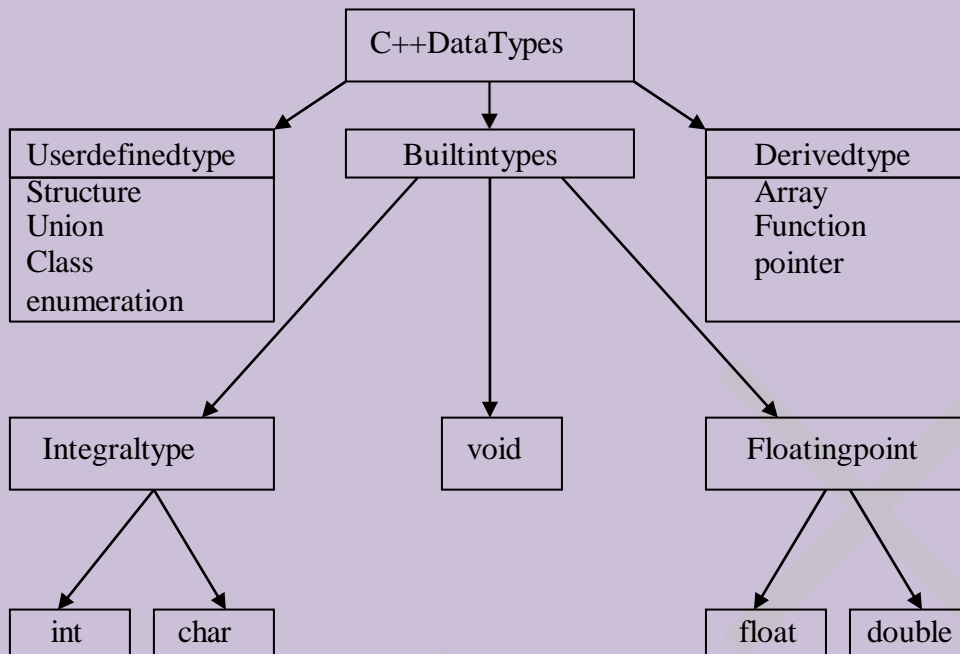 C++DataTypes
Userdefinedtype
Structure
Union
Class
enumeration
Builtintypes
Derivedtype
Array
Function
pointer
Integraltype
void
Floatingpoint
int
char
float
double